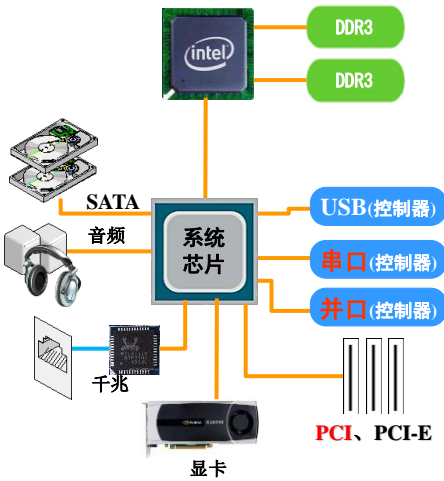 DDR3
intel
DDR3
SATA
USB(控制器)
音频
系统
芯片
串口(控制器)
并口(控制器)
千兆
PCI、PCI-E
显卡